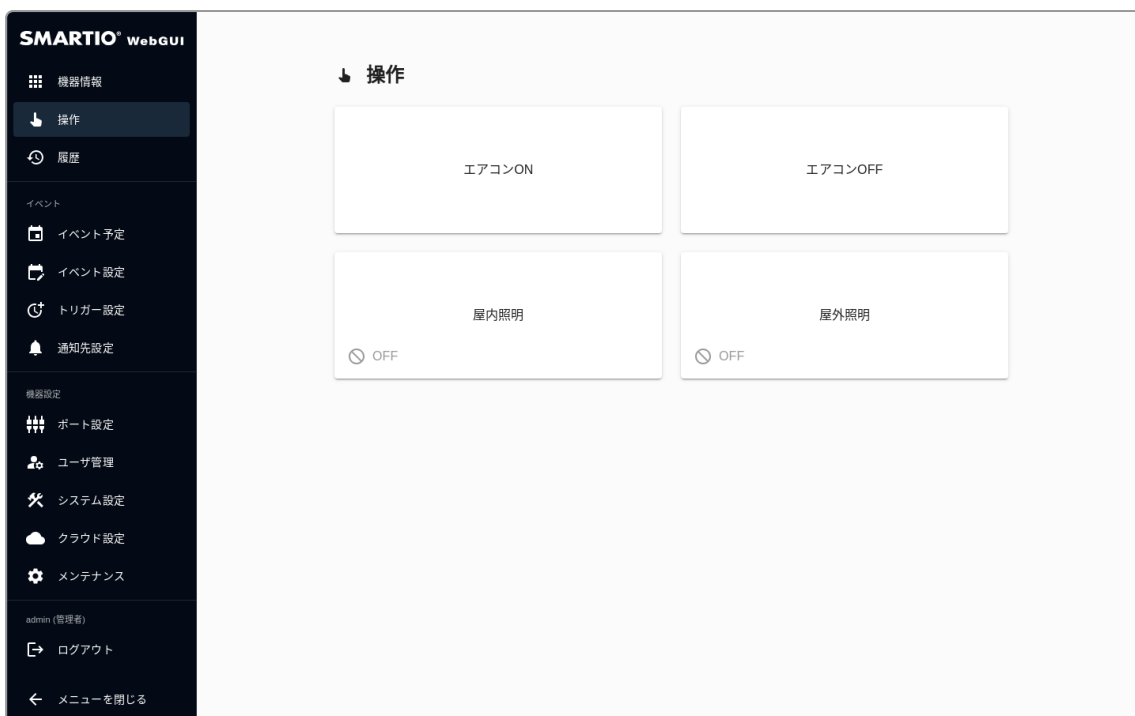 SMARTIO® WebGUI
機器情報
操作
履歴
イベント
イベント予定
イベント設定
トリガー設定
通知先設定
機器設定
ポート設定
ユーザ管理
システム設定
クラウド設定
メンテナンス
admin (管理者)
ログアウト
メニューを閉じる
操作
エアコンON
エアコンOFF
屋内照明
OFF
屋外照明
OFF